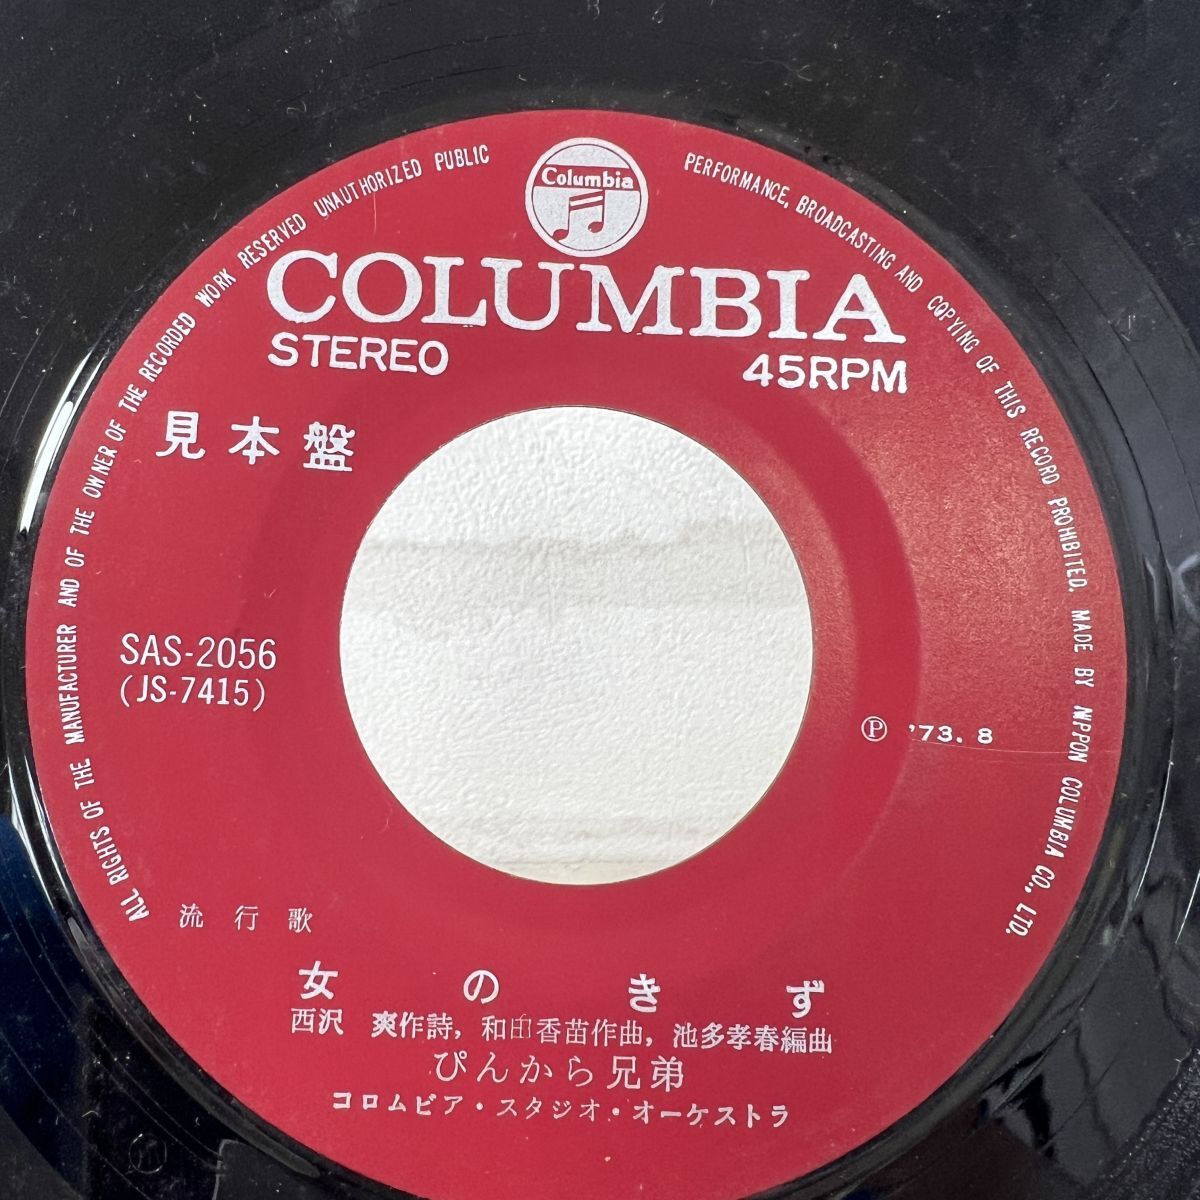 Columbia
COLUMBIA
STEREO
45RPM
見本盤
SAS-2056
(JS-7415)
Ⓟ '73.8
流行歌
女のきず
西沢 爽作詩, 和田香苗作曲, 池多孝春編曲
ぴんから兄弟
コロムビア・スタジオ・オーケストラ
ALL RIGHTS OF THE MANUFACTURER AND OF THE OWNER OF THE RECORDED WORK RESERVED UNAUTHORIZED PUBLIC PERFORMANCE, BROADCASTING AND COPYING OF THIS RECORD PROHIBITED. MADE BY NIPPON COLUMBIA CO., LTD.